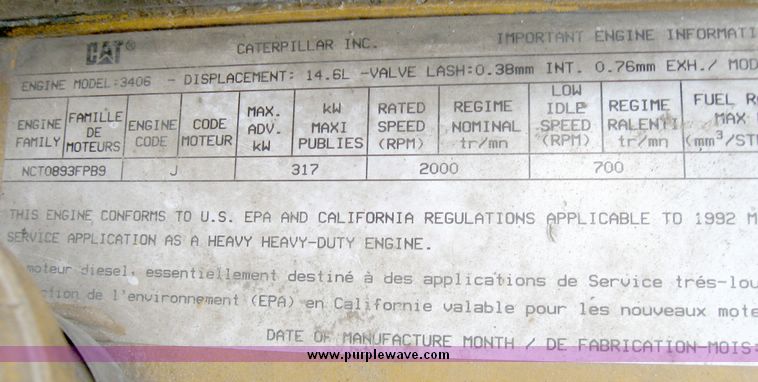 CAT® CATERPILLAR INC. IMPORTANT ENGINE INFORMATI
ENGINE MODEL:3406 - DISPLACEMENT: 14.6L -VALVE LASH:0.38mm INT. 0.76mm EXH./ MOD
ENGINE FAMILY
FAMILLE DE MOTEURS
ENGINE CODE
CODE MOTEUR
MAX. ADV. kW
kW MAXI PUBLIES
RATED SPEED (RPM)
REGIME NOMINAL tr/mn
LOW IDLE SPEED (RPM)
REGIME RALENTI tr/mn
FUEL R
MAX
(mm³/ST
NCT0893FPB9 J 317 2000 700
THIS ENGINE CONFORMS TO U.S. EPA AND CALIFORNIA REGULATIONS APPLICABLE TO 1992 M
SERVICE APPLICATION AS A HEAVY HEAVY-DUTY ENGINE.
moteur diesel, essentiellement destiné à des applications de Service trés-lou
ction de l'environnement (EPA) en Californie valable pour les nouveaux mote
DATE OF MANUFACTURE MONTH / DE FABRICATION-MOIS:
www.purplewave.com